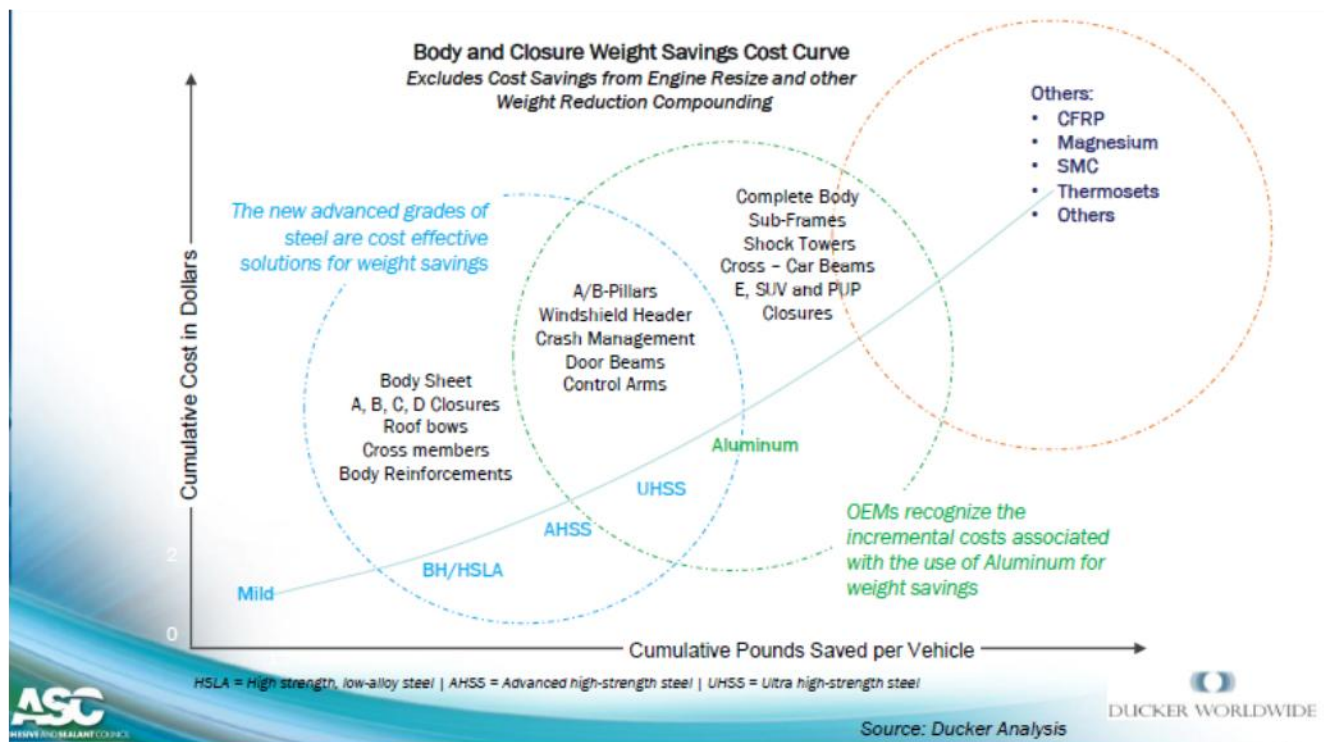 Body and Closure Weight Savings Cost Curve
Excludes Cost Savings from Engine Resize and other
Weight Reduction Compounding
Others:
• CFRP
• Magnesium
• SMC
• Thermosets
• Others
The new advanced grades of
steel are cost effective
solutions for weight savings
Complete Body
Sub-Frames
Shock Towers
Cross – Car Beams
E, SUV and PUP
Closures
A/B-Pillars
Windshield Header
Crash Management
Door Beams
Control Arms
Body Sheet
A, B, C, D Closures
Roof bows
Cross members
Body Reinforcements
Cumulative Cost in Dollars
Aluminum
UHSS
AHSS
BH/HSLA
Mild
OEMs recognize the
incremental costs associated
with the use of Aluminum for
weight savings
2
0
Cumulative Pounds Saved per Vehicle
HSLA = High strength, low-alloy steel | AHSS = Advanced high-strength steel | UHSS = Ultra high-strength steel
ASC
HESIVE AND SEALANT COUNCIL
DUCKER WORLDWIDE
Source: Ducker Analysis